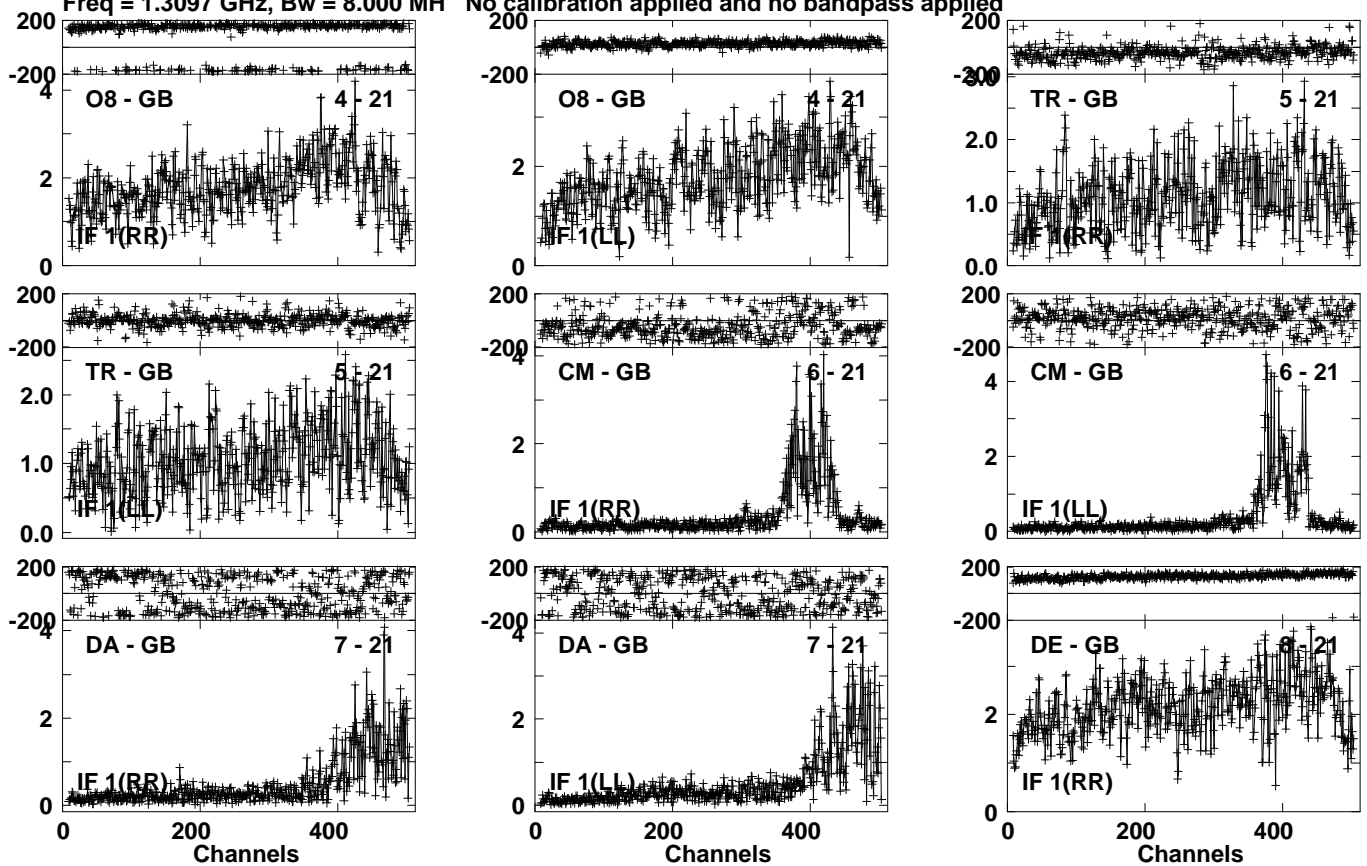 Freq = 1.3097 GHz, Bw = 8.000 MH No calibration applied and no bandpass applied
200
-200
4
2
0
O8 - GB 4 - 21
IF 1(RR)
200
-200
2
0
O8 - GB 4 - 21
IF 1(LL)
200
-200
3.0
2.0
1.0
0.0
TR - GB 5 - 21
IF 1(RR)
200
-200
2.0
1.0
0.0
TR - GB 5 - 21
IF 1(LL)
200
-200
4
2
0
CM - GB 6 - 21
IF 1(RR)
200
-200
4
2
0
CM - GB 6 - 21
IF 1(LL)
200
-200
4
2
0
DA - GB 7 - 21
IF 1(RR)
0 200 400
Channels
200
-200
4
2
0
DA - GB 7 - 21
IF 1(LL)
0 200 400
Channels
200
-200
2
0
DE - GB 8 - 21
IF 1(RR)
0 200 400
Channels